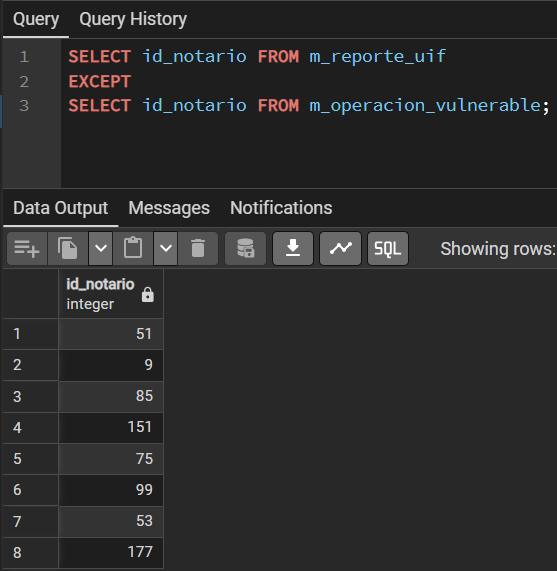 Query Query History
1 SELECT id_notario FROM m_reporte_uif
2 EXCEPT
3 SELECT id_notario FROM m_operacion_vulnerable;
Data Output Messages Notifications
SQL Showing rows:
id_notario
integer
1 51
2 9
3 85
4 151
5 75
6 99
7 53
8 177